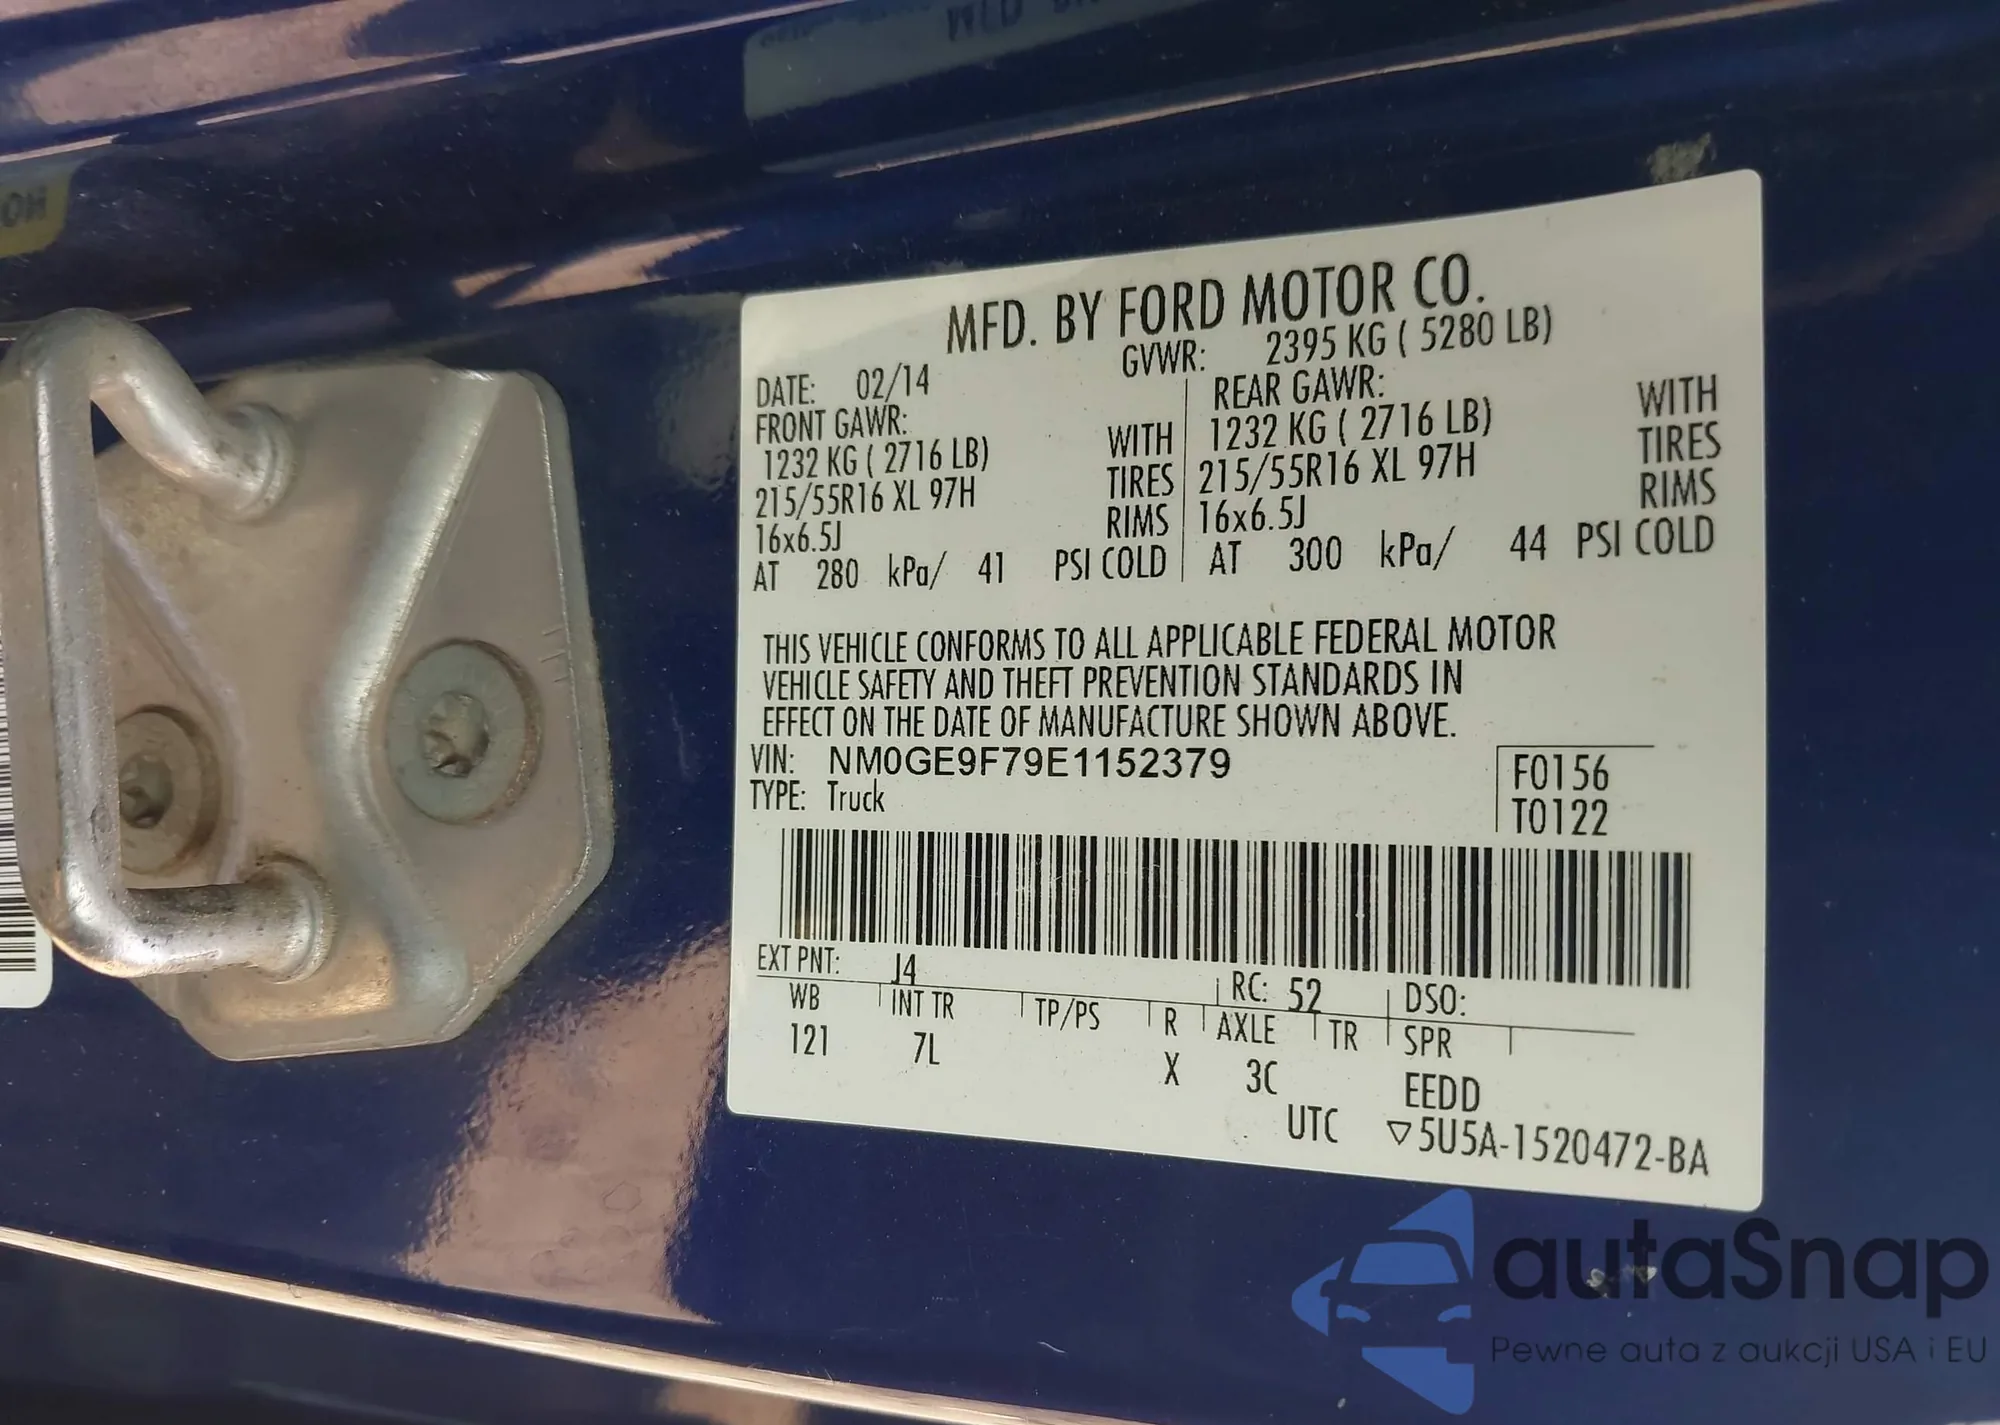 MFD. BY FORD MOTOR CO.
DATE: 02/14 GVWR: 2395 KG ( 5280 LB)
FRONT GAWR: REAR GAWR:
1232 KG ( 2716 LB) WITH 1232 KG ( 2716 LB) WITH
215/55R16 XL 97H TIRES 215/55R16 XL 97H TIRES
16x6.5J RIMS 16x6.5J RIMS
AT 280 kPa/ 41 PSI COLD AT 300 kPa/ 44 PSI COLD
THIS VEHICLE CONFORMS TO ALL APPLICABLE FEDERAL MOTOR
VEHICLE SAFETY AND THEFT PREVENTION STANDARDS IN
EFFECT ON THE DATE OF MANUFACTURE SHOWN ABOVE.
VIN: NM0GE9F79E1152379 F0156
TYPE: Truck T0122
EXT PNT: J4 RC: 52 DSO:
WB INT TR TP/PS R AXLE TR SPR
121 7L X 3C EEDD
UTC ▽5U5A-1520472-BA
autaSnap
Pewne auta z aukcji USA i EU